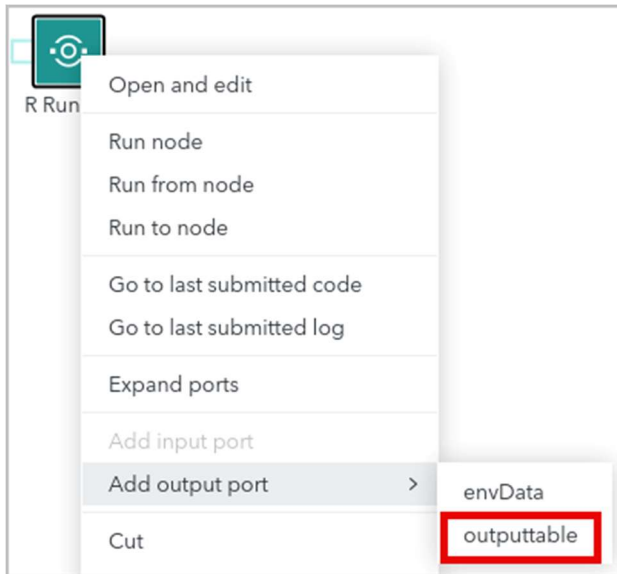 R Run
Open and edit
Run node
Run from node
Run to node
Go to last submitted code
Go to last submitted log
Expand ports
Add input port
Add output port
envData
outputtable
Cut